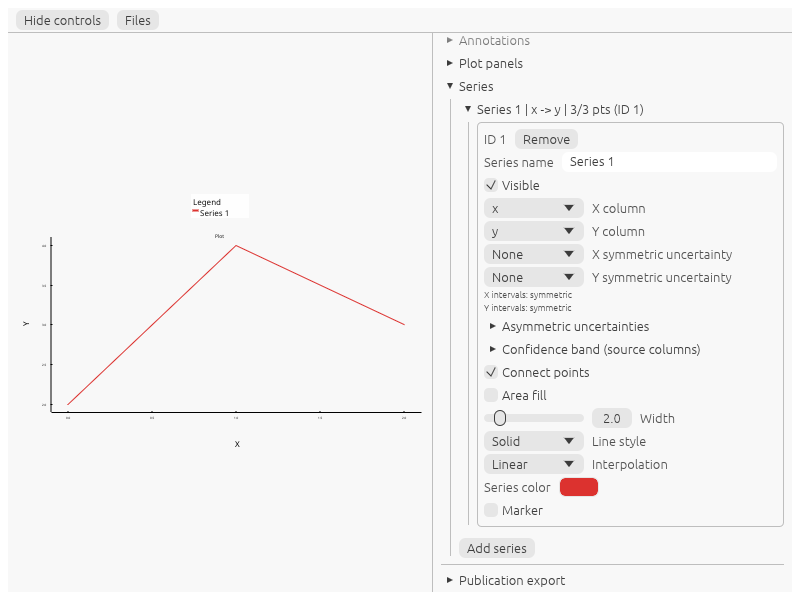 Hide controls
Files
Annotations
Plot panels
Series
Series 1 | x -> y | 3/3 pts (ID 1)
ID 1
Remove
Series name
Series 1
Visible
x
X column
y
Y column
None
X symmetric uncertainty
None
Y symmetric uncertainty
X intervals: symmetric
Y intervals: symmetric
Asymmetric uncertainties
Confidence band (source columns)
Connect points
Area fill
2.0
Width
Solid
Line style
Linear
Interpolation
Series color
Marker
Add series
Publication export
Legend
Series 1
Plot
Y
X